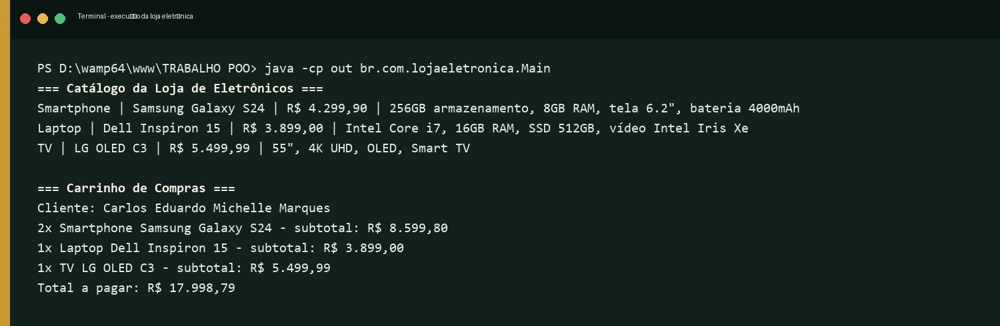 Terminal - execu□□o da loja eletr□nica
PS D:\wamp64\www\TRABALHO POO> java -cp out br.com.lojaeletronica.Main
=== Catálogo da Loja de Eletrônicos ===
Smartphone | Samsung Galaxy S24 | R$ 4.299,90 | 256GB armazenamento, 8GB RAM, tela 6.2", bateria 4000mAh
Laptop | Dell Inspiron 15 | R$ 3.899,00 | Intel Core i7, 16GB RAM, SSD 512GB, vídeo Intel Iris Xe
TV | LG OLED C3 | R$ 5.499,99 | 55", 4K UHD, OLED, Smart TV
=== Carrinho de Compras ===
Cliente: Carlos Eduardo Michelle Marques
2x Smartphone Samsung Galaxy S24 - subtotal: R$ 8.599,80
1x Laptop Dell Inspiron 15 - subtotal: R$ 3.899,00
1x TV LG OLED C3 - subtotal: R$ 5.499,99
Total a pagar: R$ 17.998,79